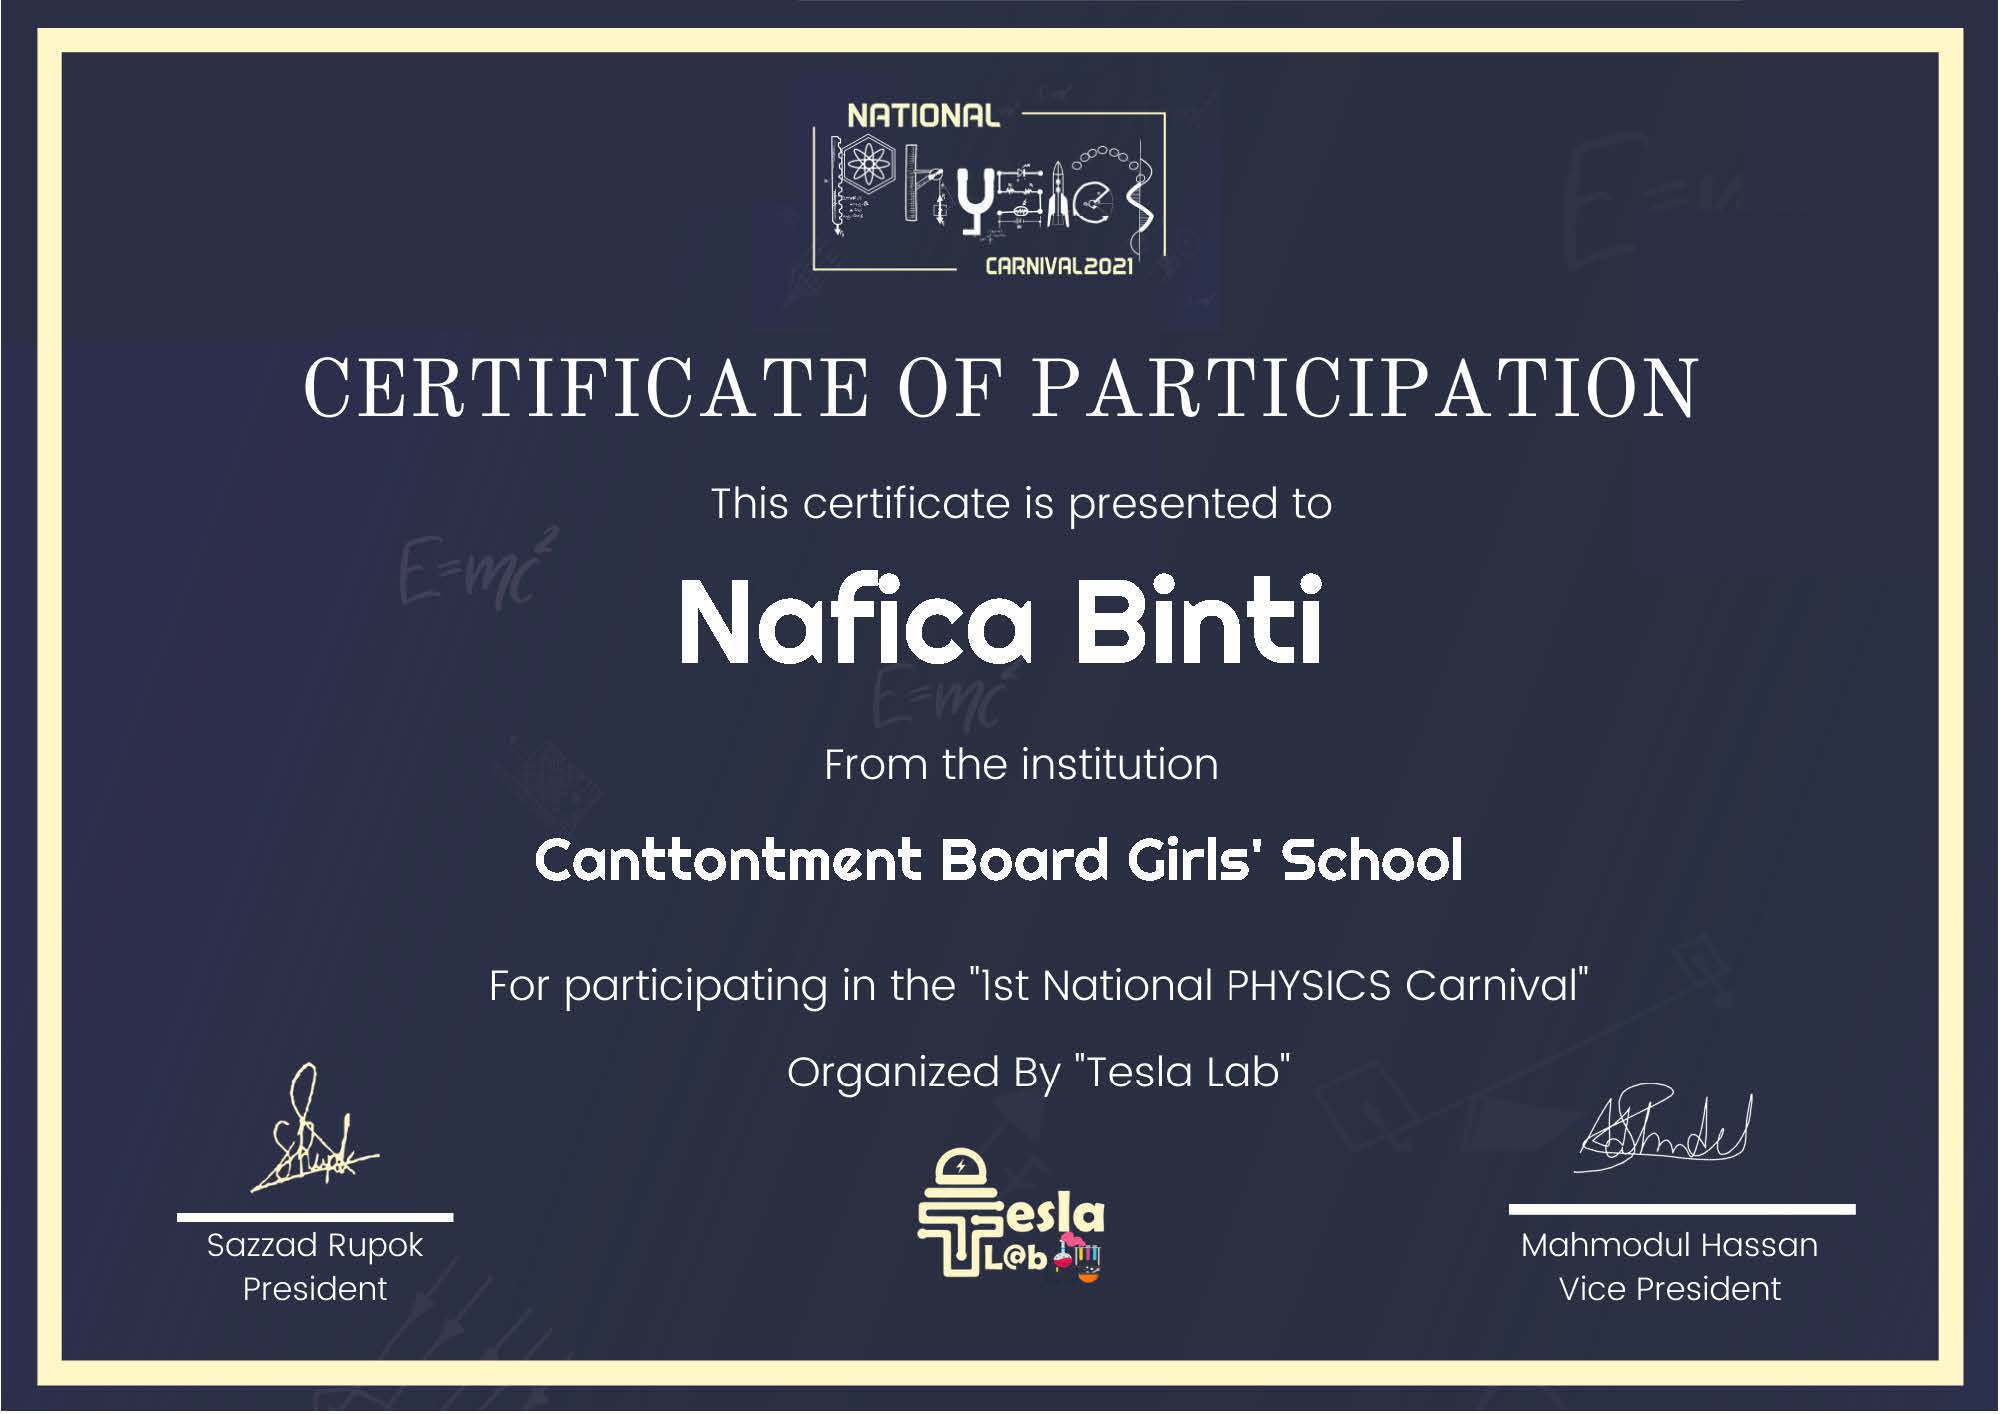 NATIONAL
Physics
CARNIVAL2021
CERTIFICATE OF PARTICIPATION
This certificate is presented to
E=mc²
Nafica Binti
E=mc²
From the institution
Canttontment Board Girls' School
For participating in the "1st National PHYSICS Carnival"
Organized By "Tesla Lab"
Tesla
L@b
Sazzad Rupok
President
Mahmodul Hassan
Vice President